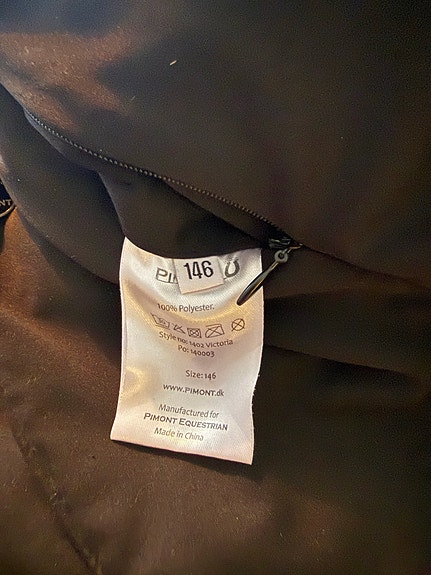 NT
146
100% Polyester.
Style no: 1402 Victoria
Po: 140003
Size: 146
www.PIMONT.dk
Manufactured for
PIMONT EQUESTRIAN
Made in China